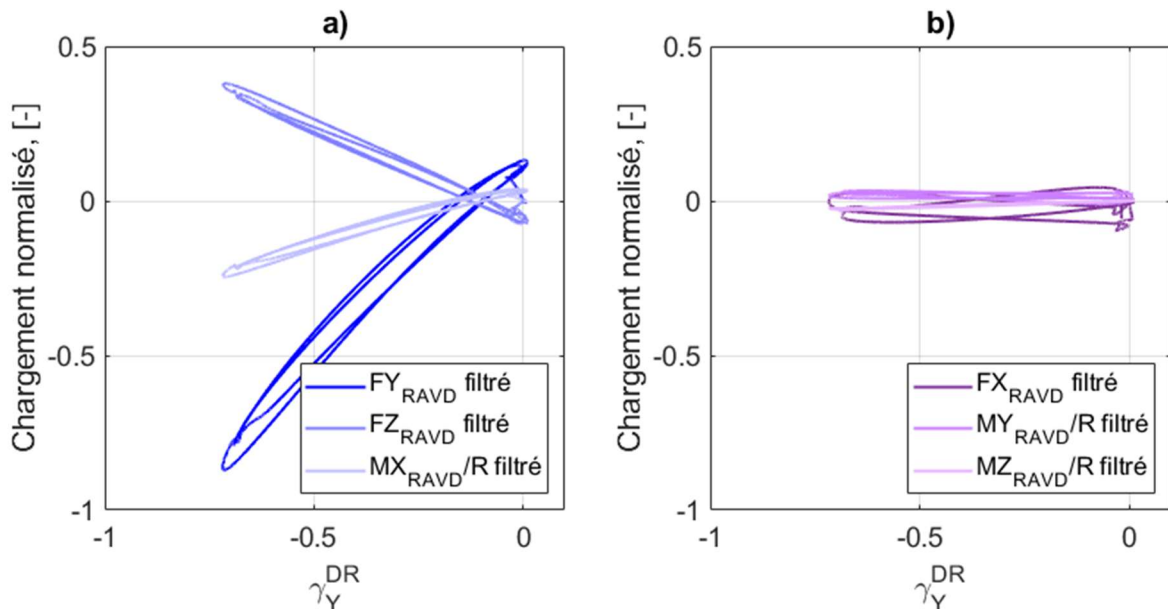 a)
0.5
0
-0.5
-1
-1
-0.5
0
Chargement normalisé, [-]
γ_Y^DR
FY_RAVD filtré
FZ_RAVD filtré
MX_RAVD/R filtré
b)
0.5
0
-0.5
-1
-1
-0.5
0
Chargement normalisé, [-]
γ_Y^DR
FX_RAVD filtré
MY_RAVD/R filtré
MZ_RAVD/R filtré